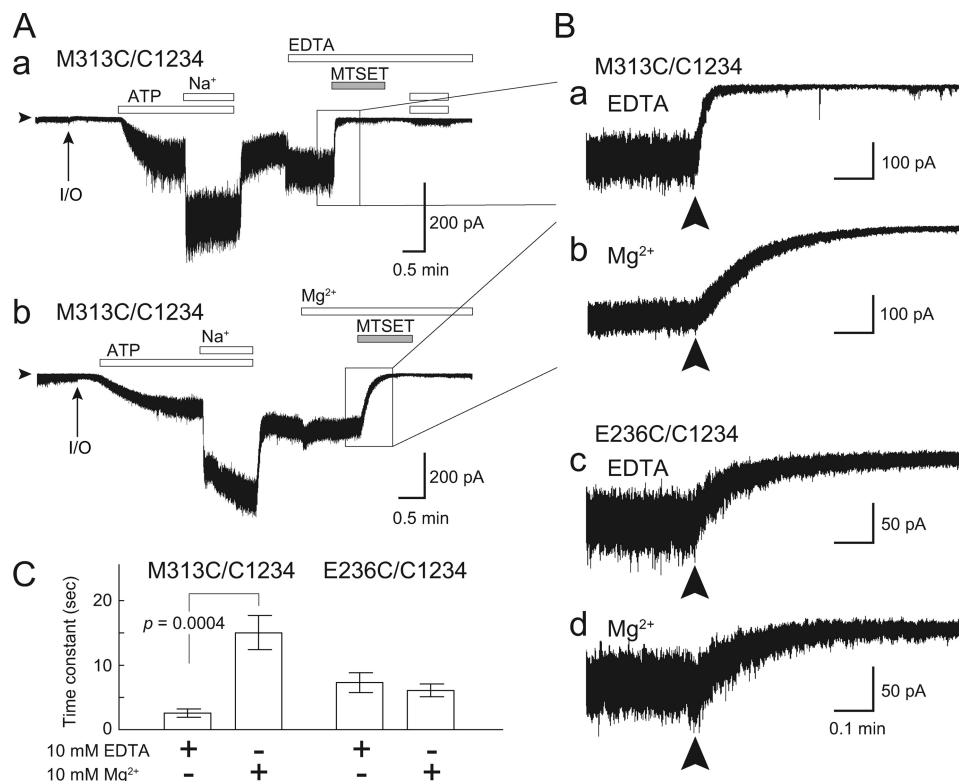 A
a
M313C/C1234
EDTA
Na⁺
MTSET
ATP
I/O
200 pA
0.5 min
b
M313C/C1234
Mg²⁺
Na⁺
MTSET
ATP
I/O
200 pA
0.5 min
B
M313C/C1234
a
EDTA
100 pA
b
Mg²⁺
100 pA
E236C/C1234
c
EDTA
50 pA
d
Mg²⁺
50 pA
0.1 min
C
M313C/C1234 E236C/C1234
Time constant (sec)
20
10
0
p = 0.0004
10 mM EDTA + - + -
10 mM Mg²⁺ - + - +